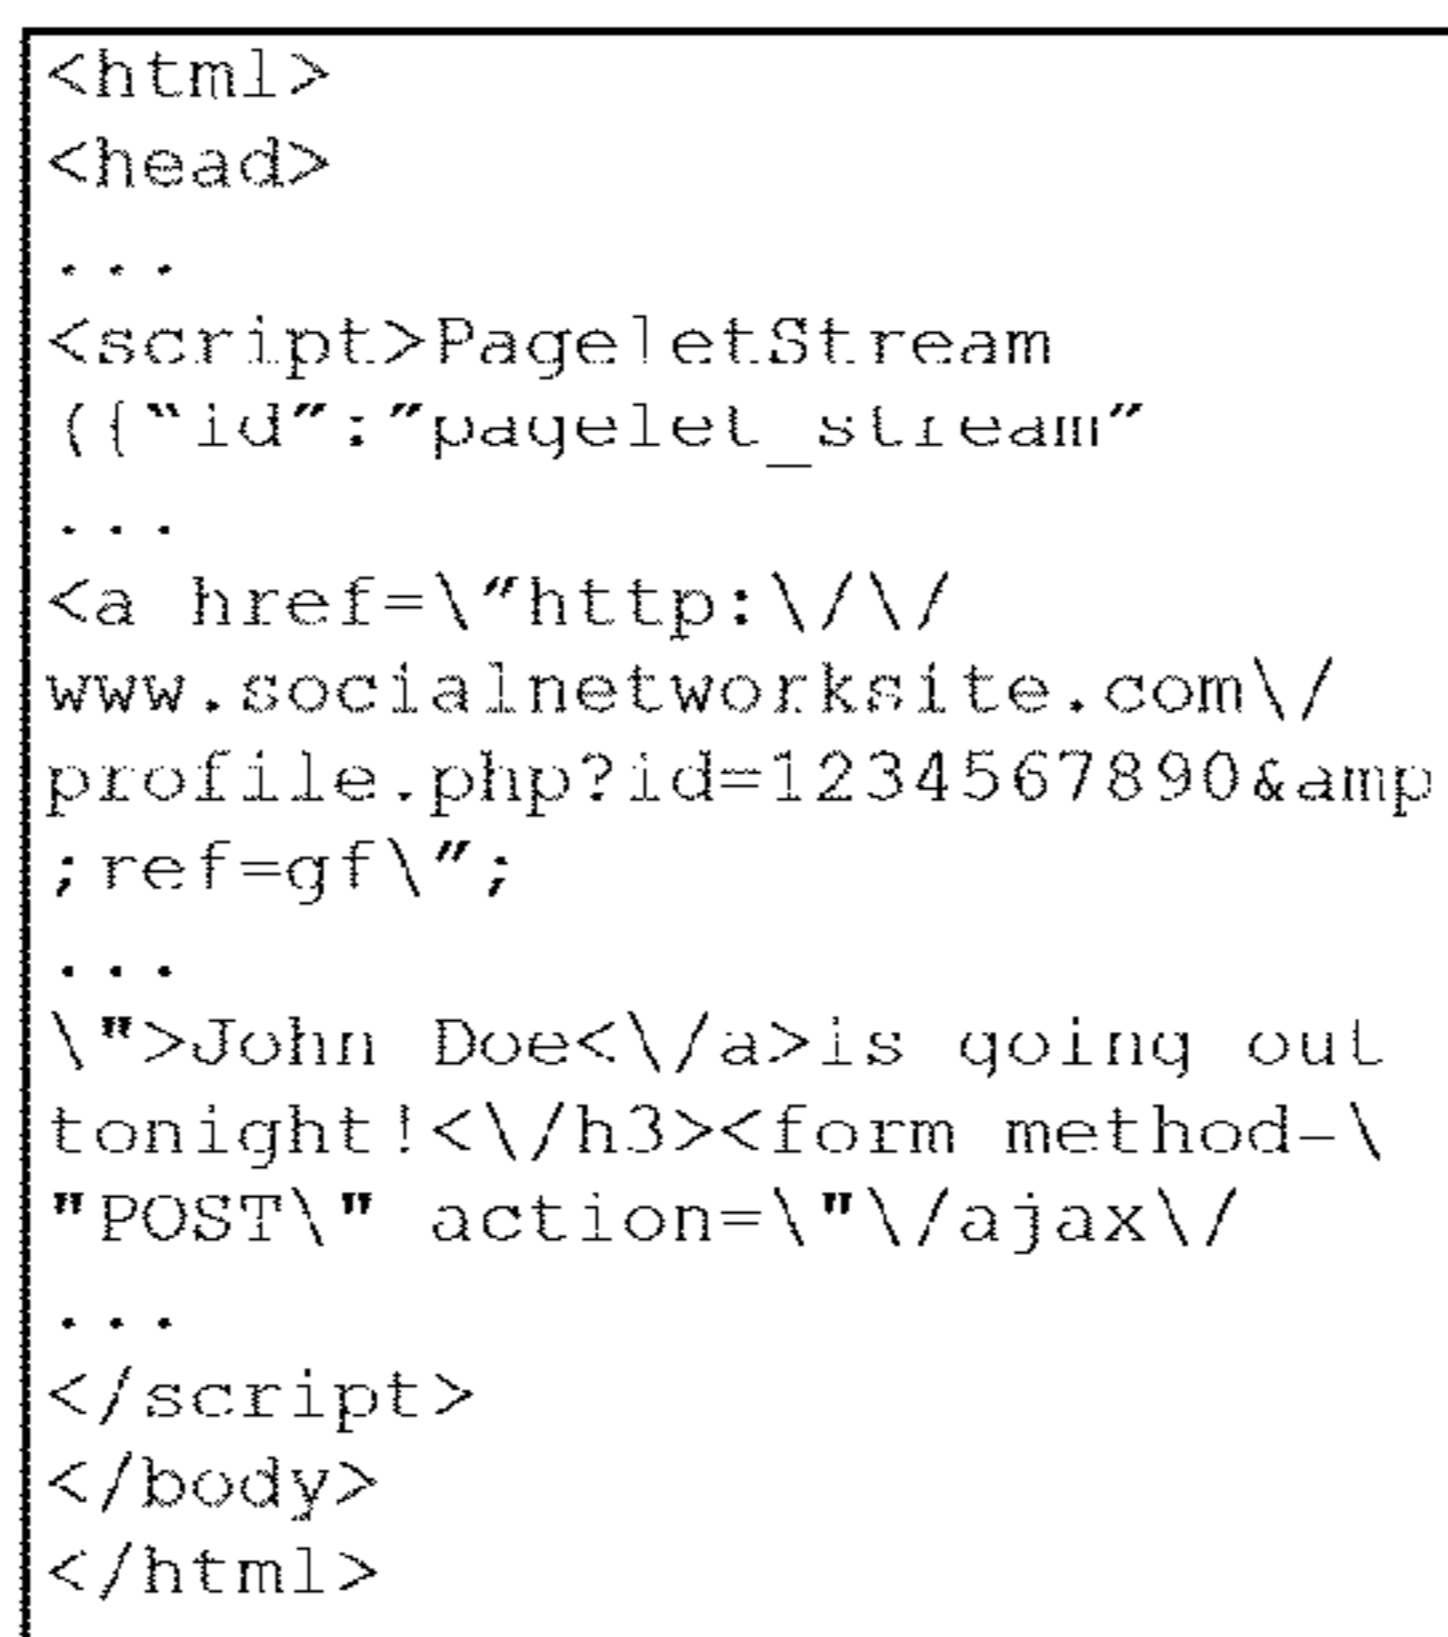 <html>
<head>
...
<script>PageletStream
({“id”:”pagelet_stream”
...
<a href=\”http:\/\/
www.socialnetworksite.com\/
profile.php?id=1234567890&amp
;ref=gf\”;
...
\">John Doe<\/a>is going out
tonight!<\/h3><form method=\
"POST\" action=\"\/ajax\/
...
</script>
</body>
</html>